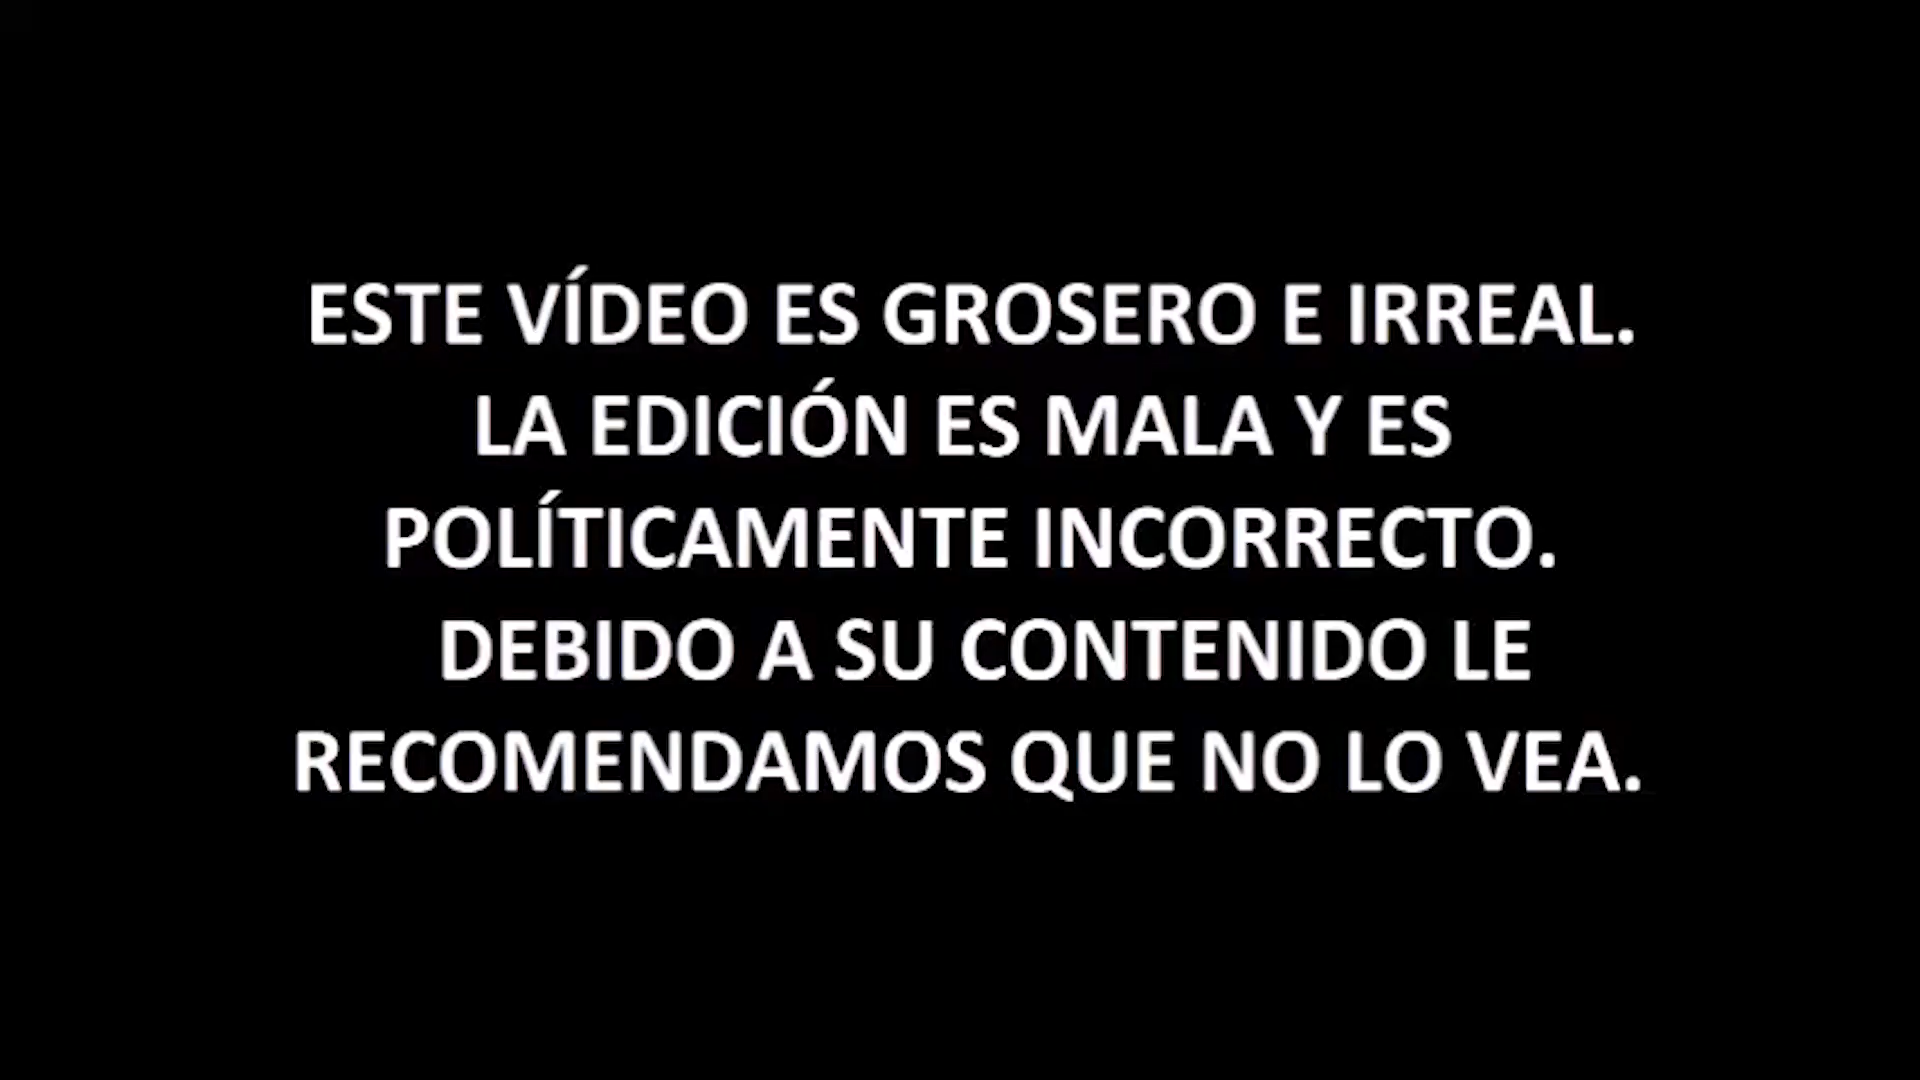 ESTE VÍDEO ES GROSERO E IRREAL.
LA EDICIÓN ES MALA Y ES
POLÍTICAMENTE INCORRECTO.
DEBIDO A SU CONTENIDO LE
RECOMENDAMOS QUE NO LO VEA.